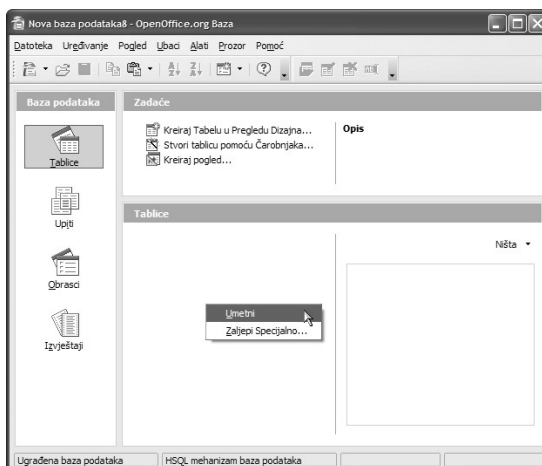 Nova baza podataka8 - OpenOffice.org Baza
Datoteka Uređivanje Pogled Ubaci Alati Prozor Pomoć
Baza podataka
Zadaće
Tablice
Upiti
Obrasci
Izvještaji
Kreiraj Tabelu u Pregledu Dizajna...
Stvori tablicu pomoću Čarobnjaka...
Kreiraj pogled...
Opis
Tablice
Ništa
Umetni
Zaljepi Specijalno...
Ugrađena baza podataka
HSQL mehanizam baza podataka